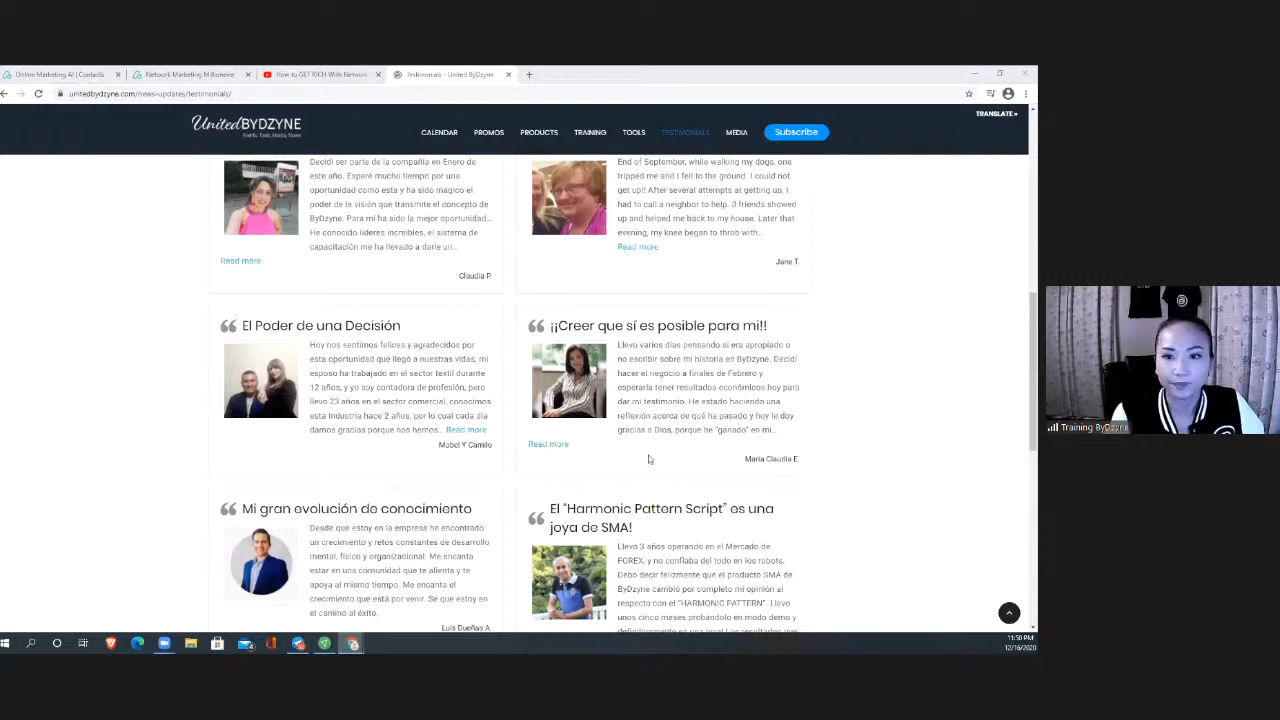 Online Marketing AI | Contacts
Network Marketing Millionaire
How to GET RICH With Network
Testimonials - United ByDzyne
unitedbydzyne.com/news-updates/testimonials/
TRANSLATE »
UnitedBYDZYNE
Events, Tools, Media, News
CALENDAR PROMOS PRODUCTS TRAINING TOOLS TESTIMONIALS MEDIA Subscribe
Decidí ser parte de la compañía en Enero de
este año. Esperé mucho tiempo por una
oportunidad como esta y ha sido mágico el
poder de la visión que transmite el concepto de
ByDzyne. Para mí ha sido la mejor oportunidad...
He conocido líderes increíbles, el sistema de
capacitación me ha llevado a darle un...
Read more
Claudia P.
End of September, while walking my dogs, one
tripped me and I fell to the ground. I could not
get up!! After several attempts at getting up, I
had to call a neighbor to help. 3 friends showed
up and helped me back to my house. Later that
evening, my knee began to throb with...
Read more
Jane T.
El Poder de una Decisión
Hoy nos sentimos felices y agradecidos por
esta oportunidad que llegó a nuestras vidas, mi
esposo ha trabajado en el sector textil durante
12 años, y yo soy contadora de profesión, pero
llevo 23 años en el sector comercial, conocimos
esta Industria hace 2 años, por lo cual cada día
damos gracias porque nos hemos... Read more
Mabel Y Camilo
¡¡Creer que sí es posible para mi!!
Llevo varios días pensando si era apropiado o
no escribir sobre mi historia en ByDzyne. Decidí
hacer el negocio a finales de Febrero y
esperaría tener resultados económicos hoy para
dar mi testimonio. He estado haciendo una
reflexión acerca de qué ha pasado y hoy le doy
gracias a Dios, porque he "ganado" en mi...
Read more
María Claudia E.
Mi gran evolución de conocimiento
Desde que estoy en la empresa he encontrado
un crecimiento y retos constantes de desarrollo
mental, físico y organizacional. Me encanta
estar en una comunidad que te alienta y te
apoya al mismo tiempo. Me encanta el
crecimiento que está por venir. Se que estoy en
el camino al éxito.
Luis Dueñas A.
El "Harmonic Pattern Script" es una
joya de SMA!
Llevo 3 años operando en el Mercado de
FOREX, y no confiaba del todo en los robots.
Debo decir felizmente que el producto SMA de
ByDzyne cambió por completo mi opinión al
respecto con el "HARMONIC PATTERN". Llevo
unos cinco meses probándolo en modo demo y
definitivamente es una joya! Los resultados que
Training ByDzyne
11:50 PM
12/16/2020